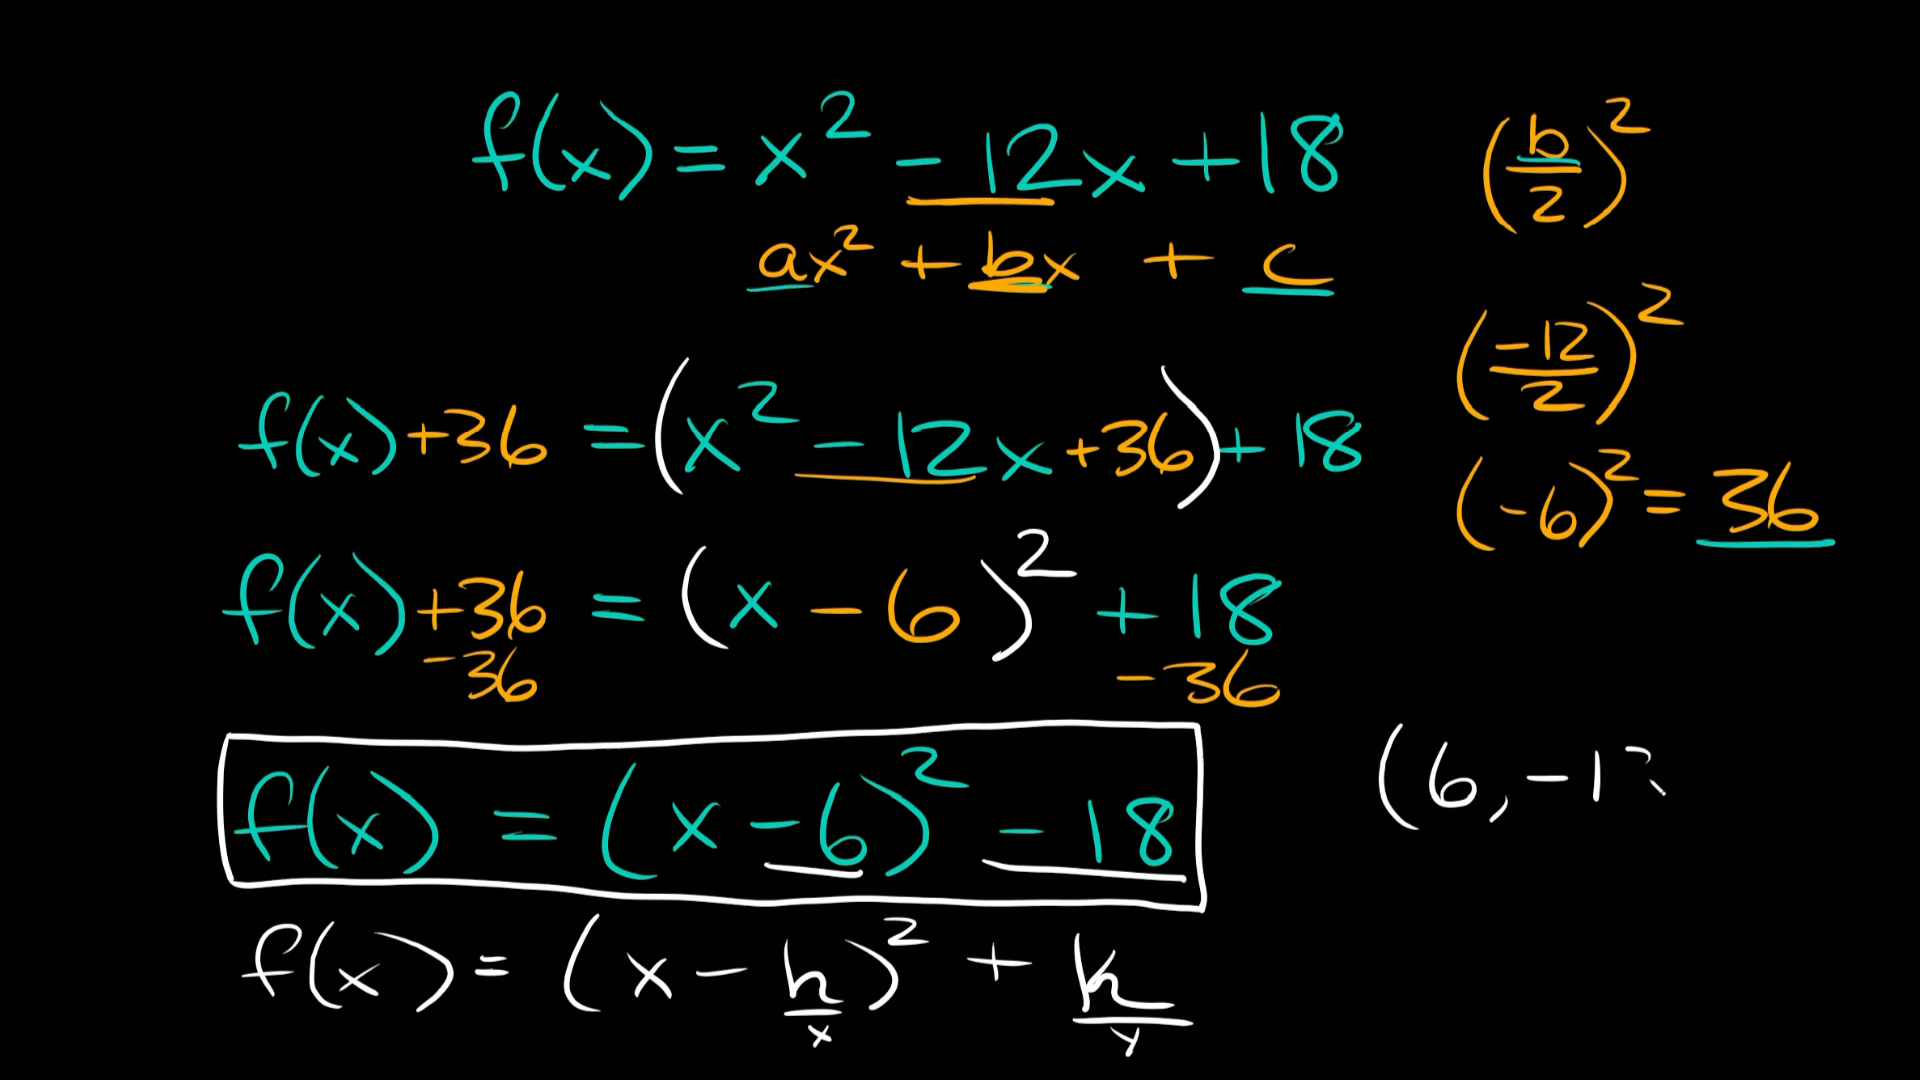 f(x) = x² - 12x + 18
ax² + bx + c
(b/2)²
(-12/2)²
f(x) + 36 = (x² - 12x + 36) + 18
(-6)² = 36
f(x) + 36 = (x - 6)² + 18
-36 -36
f(x) = (x - 6)² - 18
(6, -1
f(x) = (x - h)² + k
x y